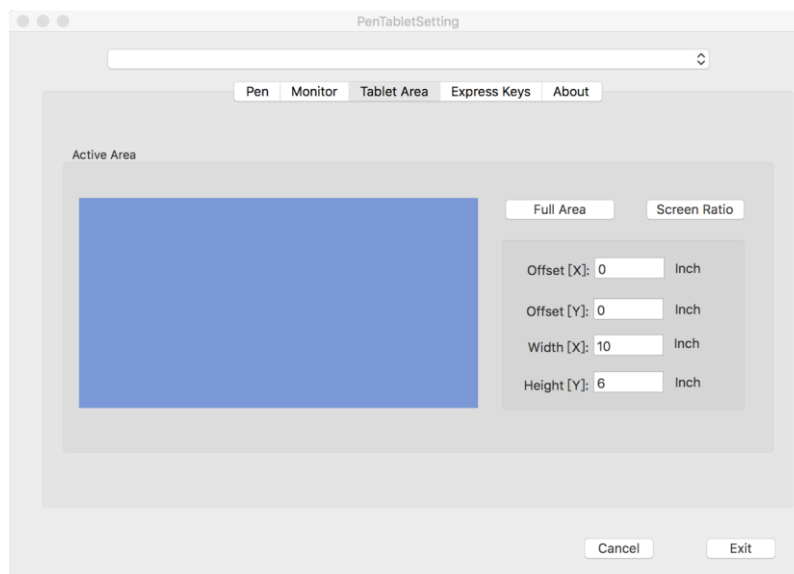 PenTabletSetting
Pen Monitor Tablet Area Express Keys About
Active Area
Full Area Screen Ratio
Offset [X]: 0 Inch
Offset [Y]: 0 Inch
Width [X]: 10 Inch
Height [Y]: 6 Inch
Cancel Exit